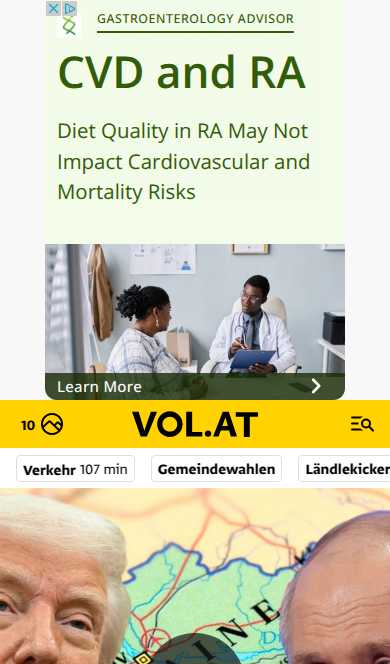 GASTROENTEROLOGY ADVISOR
CVD and RA
Diet Quality in RA May Not
Impact Cardiovascular and
Mortality Risks
Learn More
10 VOL.AT
Verkehr 107 min Gemeindewahlen Ländlekicker
INE